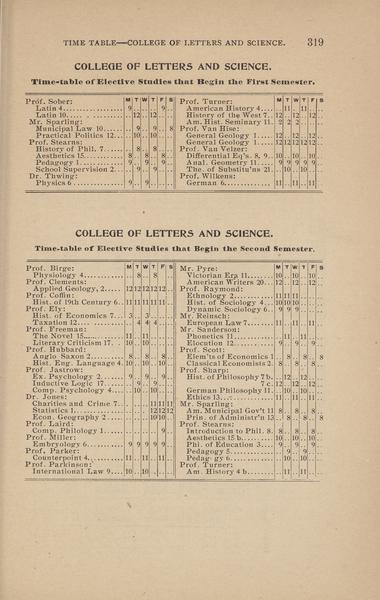 TIME TABLE—COLLEGE OF LETTERS AND SCIENCE. 319
COLLEGE OF LETTERS AND SCIENCE.
Time-table of Elective Studies that Begin the First Semester.
M T W T F S
Prof. Sober:
Latin 4 9 9
Latin 10 12 12
Mr. Sparling:
Municipal Law 10 9 9 8
Practical Politics 12 10 10
Prof. Stearns:
History of Phil. 7 8 8
Aesthetics 15 8 8 8
Pedagogy 1 9 9 8
School Supervision 2 9 9
Dr. Thwing:
Physics 6 9 9
M T W T F S
Prof. Turner:
American History 4 11 11
History of the West 7 12 12 12
Am. Hist. Seminary 11 2 2 2
Prof. Van Hise:
General Geology 1 12 12 12
General Geology 1 12 12 12 12 12
Prof. Van Velzer:
Differential Eq's. 8, 9 10 10 10
Anal. Geometry 11 9 9 9 9 9
The. of Substitu'ns 21 10 10
Prof. Wilkens:
German 6 11 11 11
COLLEGE OF LETTERS AND SCIENCE.
Time-table of Elective Studies that Begin the Second Semester.
M T W T F S
Prof. Birge:
Physiology 4 8 8
Prof. Clements:
Applied Geology, 2 12 12 12 12 12
Prof. Coffin:
Hist. of 19th Century 6 11 11 11 11 11
Prof. Ely:
Hist. of Economics 7 3 3
Taxation 12 4 4 4
Prof. Freeman:
The Novel 15 11 11
Literary Criticism 17 10 10
Prof. Hubbard:
Anglo Saxon 2 8 8 8
Hist. Eng. Language 4 10 10 10
Prof. Jastrow:
Ex. Psychology 2 9 9 9
Inductive Logic 17 9 9
Comp. Psychology 4 10 10
Dr. Jones:
Charities and Crime 7 11 11 11
Statistics 1 12 12 12
Econ. Geography 2 10 10
Prof. Laird:
Comp. Philology 1 9
Prof. Miller:
Embryology 6 9 9 9 9 9
Prof. Parker:
Counterpoint 4 11 11 11
Prof. Parkinson:
International Law 9 10 10
M T W T F S
Mr. Pyre:
Victorian Era 11 10 10 10
American Writers 20 12 12 12
Prof. Raymond:
Ethnology 2 11 11 11
Hist. of Sociology 4 10 10 10
Dynamic Sociology 6 9 9 9
Mr. Reinsch:
European Law 7 11 11 11
Mr. Sanderson:
Phonetics 11 11 11
Elocution 12 9 9 9
Prof. Scott:
Elem'ts of Economics 1 8 8 8
Classical Economists 2 8 8 8
Prof. Sharp:
Hist. of Philosophy 7 b 12 12
7 c 12 12 12
German Philosophy 11 10 10
Ethics 13 11 11 11
Mr. Sparling:
Am. Municipal Gov't 11 8 8 8
Prin. of Administr'n 13 8 8 8
Prof. Stearns:
Introduction to Phil. 8 8 8 8
Aesthetics 15 b 10 10 10
Phi. of Education 3 9 9 9
Pedagogy 5 9 9
Pedagogy 6 10 10
Prof. Turner:
Am. History 4 b 11 11